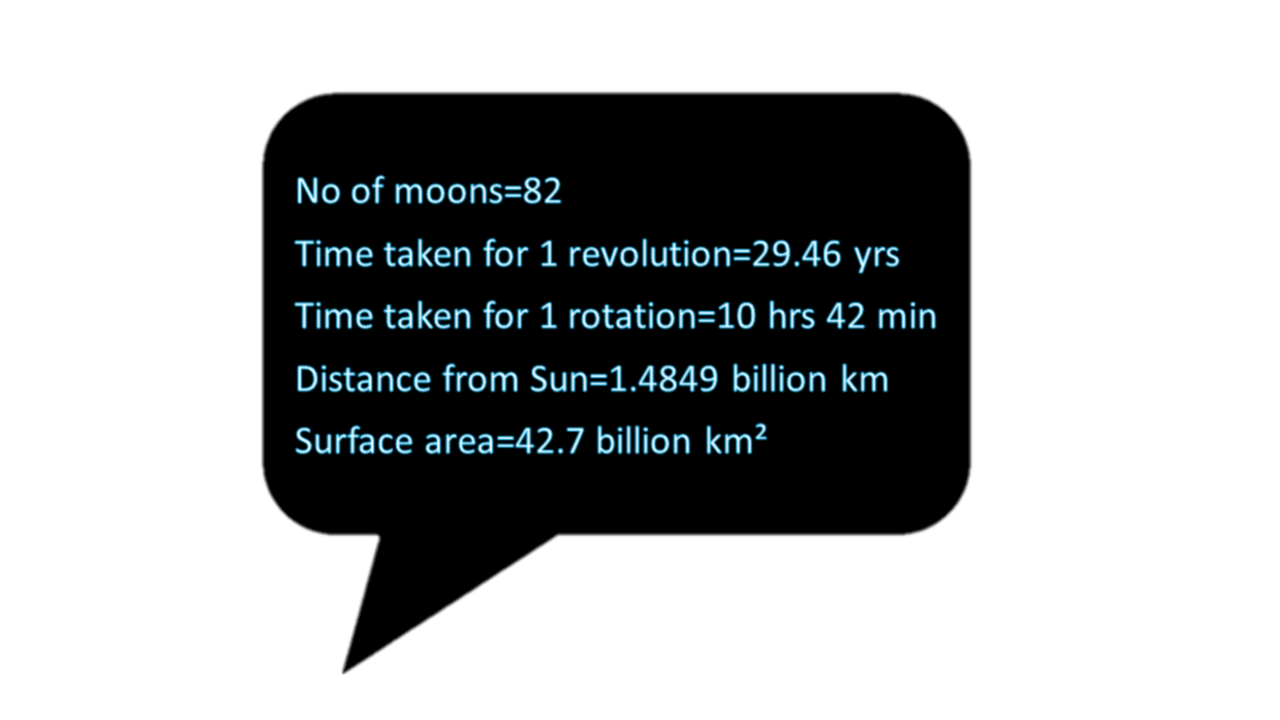 No of moons=82
Time taken for 1 revolution=29.46 yrs
Time taken for 1 rotation=10 hrs 42 min
Distance from Sun=1.4849 billion km
Surface area=42.7 billion km²